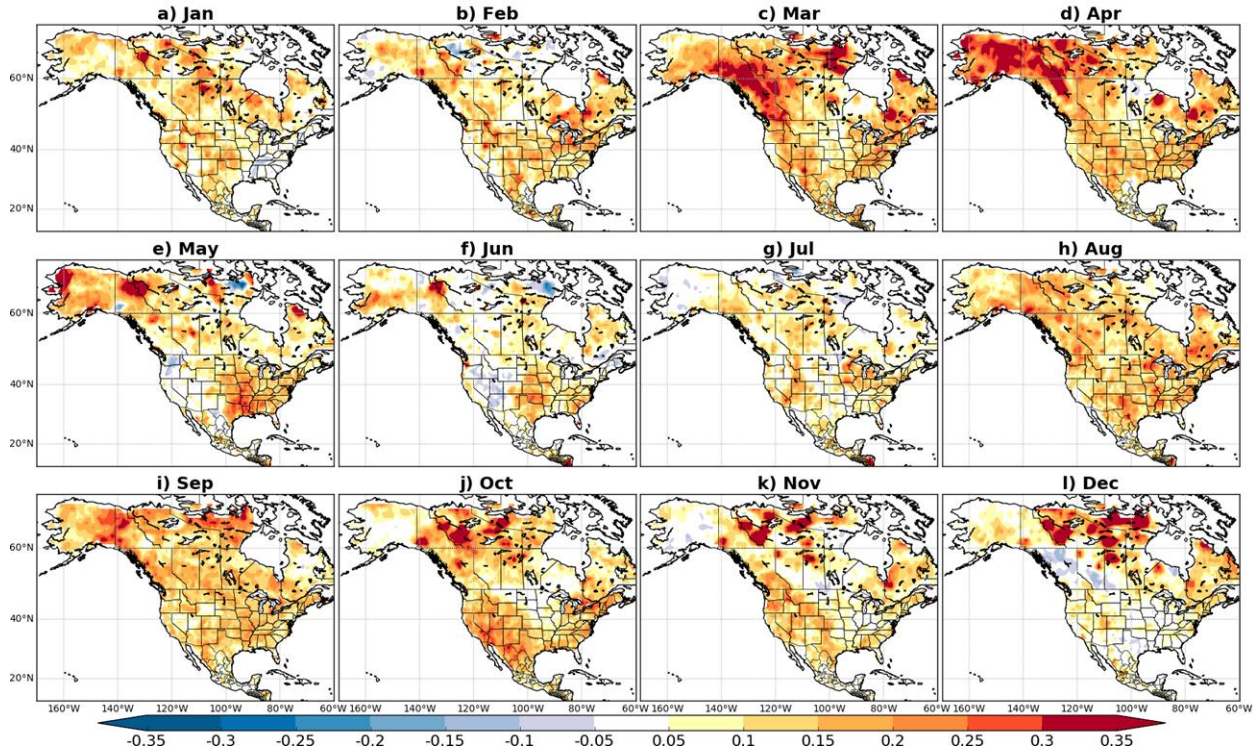 a) Jan b) Feb c) Mar d) Apr
60°N
40°N
20°N
e) May f) Jun g) Jul h) Aug
60°N
40°N
20°N
i) Sep j) Oct k) Nov l) Dec
60°N
40°N
20°N
160°W 140°W 120°W 100°W 80°W 60°W 160°W 140°W 120°W 100°W 80°W 60°W 160°W 140°W 120°W 100°W 80°W 60°W 160°W 140°W 120°W 100°W 80°W 60°W
-0.35 -0.3 -0.25 -0.2 -0.15 -0.1 -0.05 0.05 0.1 0.15 0.2 0.25 0.3 0.35